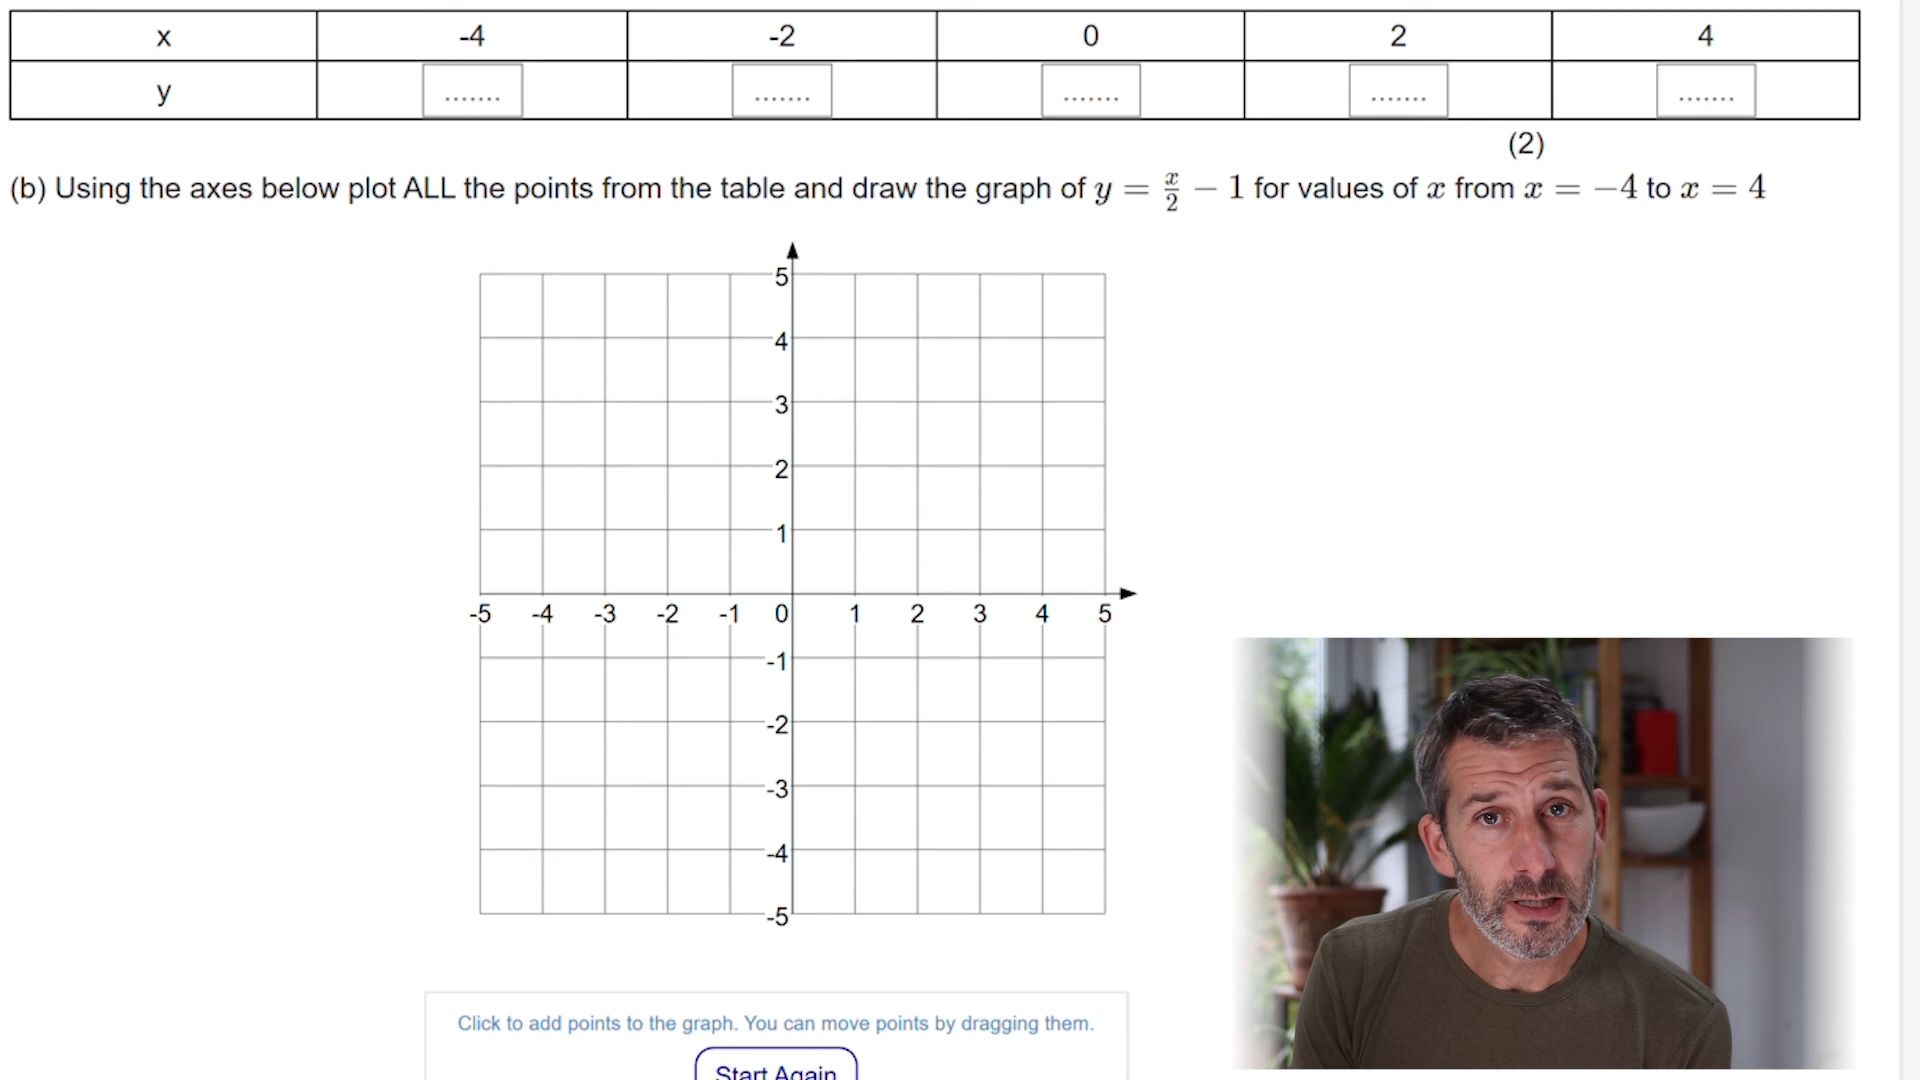 x -4 -2 0 2 4
y ....... ....... ....... ....... .......
(2)
(b) Using the axes below plot ALL the points from the table and draw the graph of y = x/2 − 1 for values of x from x = −4 to x = 4
5
4
3
2
1
-5 -4 -3 -2 -1 0 1 2 3 4 5
-1
-2
-3
-4
-5
Click to add points to the graph. You can move points by dragging them.
Start Again